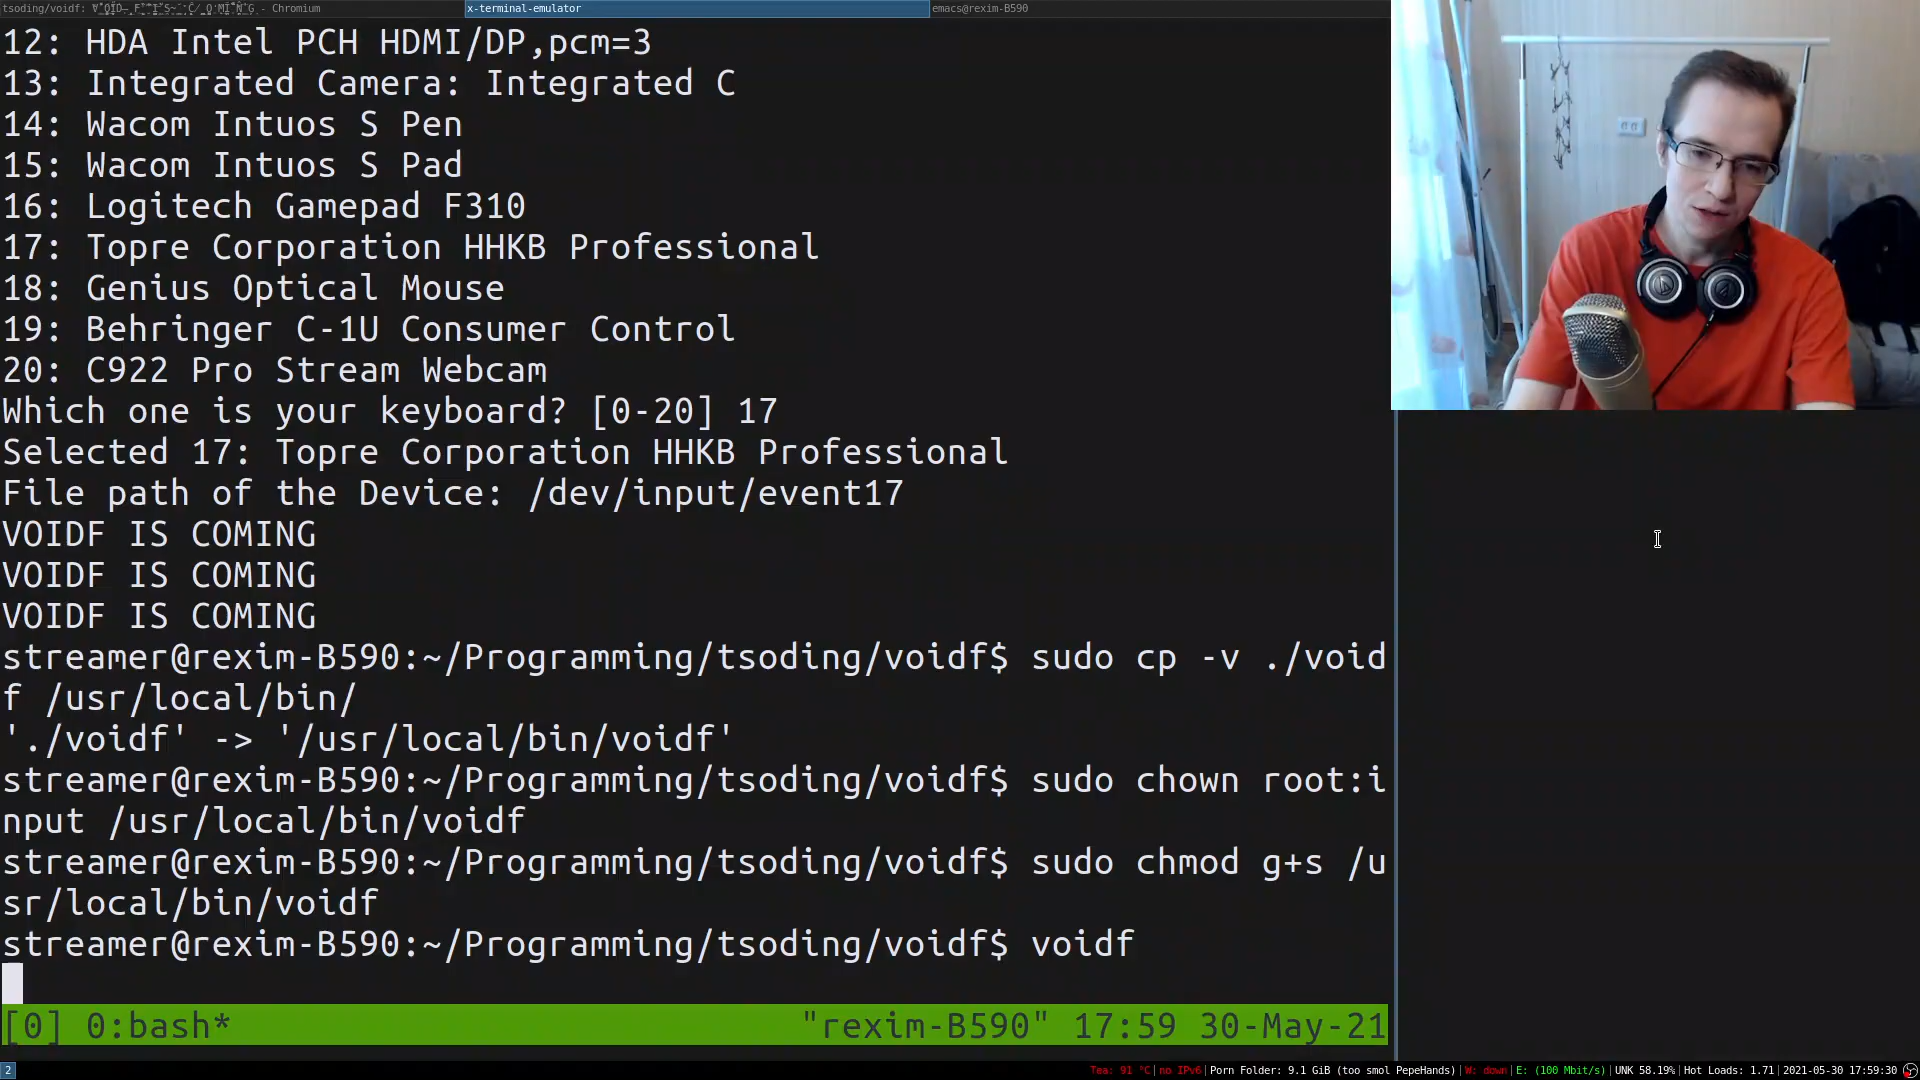 tsoding/voidf: - Chromium
x-terminal-emulator
emacs@rexim-B590
12: HDA Intel PCH HDMI/DP,pcm=3
13: Integrated Camera: Integrated C
14: Wacom Intuos S Pen
15: Wacom Intuos S Pad
16: Logitech Gamepad F310
17: Topre Corporation HHKB Professional
18: Genius Optical Mouse
19: Behringer C-1U Consumer Control
20: C922 Pro Stream Webcam
Which one is your keyboard? [0-20] 17
Selected 17: Topre Corporation HHKB Professional
File path of the Device: /dev/input/event17
VOIDF IS COMING
VOIDF IS COMING
VOIDF IS COMING
streamer@rexim-B590:~/Programming/tsoding/voidf$ sudo cp -v ./void
f /usr/local/bin/
'./voidf' -> '/usr/local/bin/voidf'
streamer@rexim-B590:~/Programming/tsoding/voidf$ sudo chown root:i
nput /usr/local/bin/voidf
streamer@rexim-B590:~/Programming/tsoding/voidf$ sudo chmod g+s /u
sr/local/bin/voidf
streamer@rexim-B590:~/Programming/tsoding/voidf$ voidf
[0] 0:bash* "rexim-B590" 17:59 30-May-21
2 Tea: 91 °C|no IPv6|Porn Folder: 9.1 GiB (too smol PepeHands)|W: down|E: (100 Mbit/s)|UNK 58.19%|Hot Loads: 1.71|2021-05-30 17:59:30